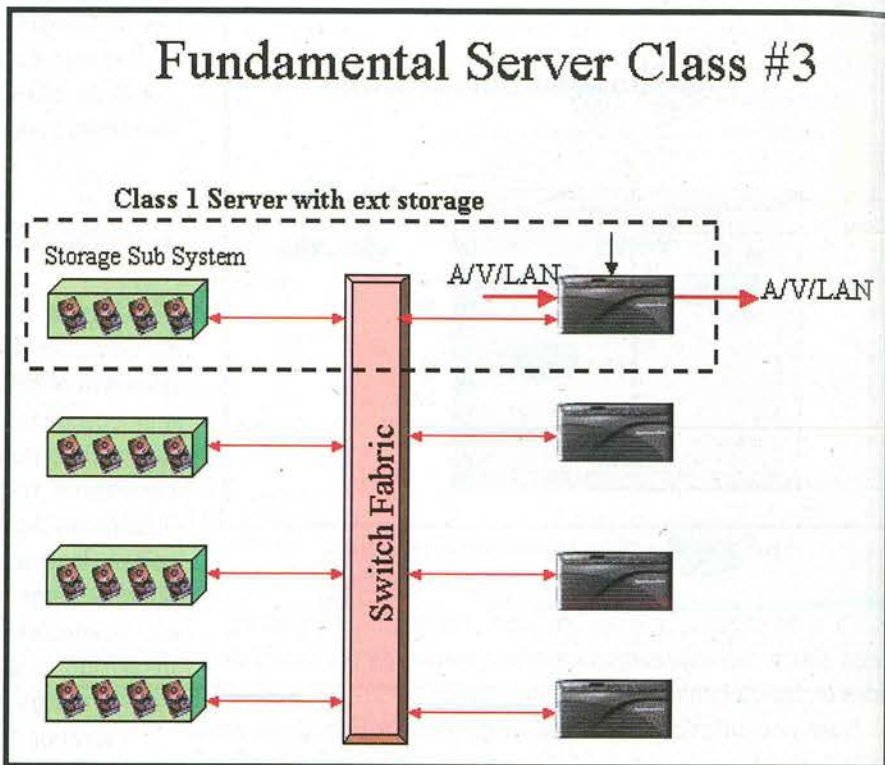 Fundamental Server Class #3
Class 1 Server with ext storage
Storage Sub System
A/V/LAN
A/V/LAN
Switch Fabric